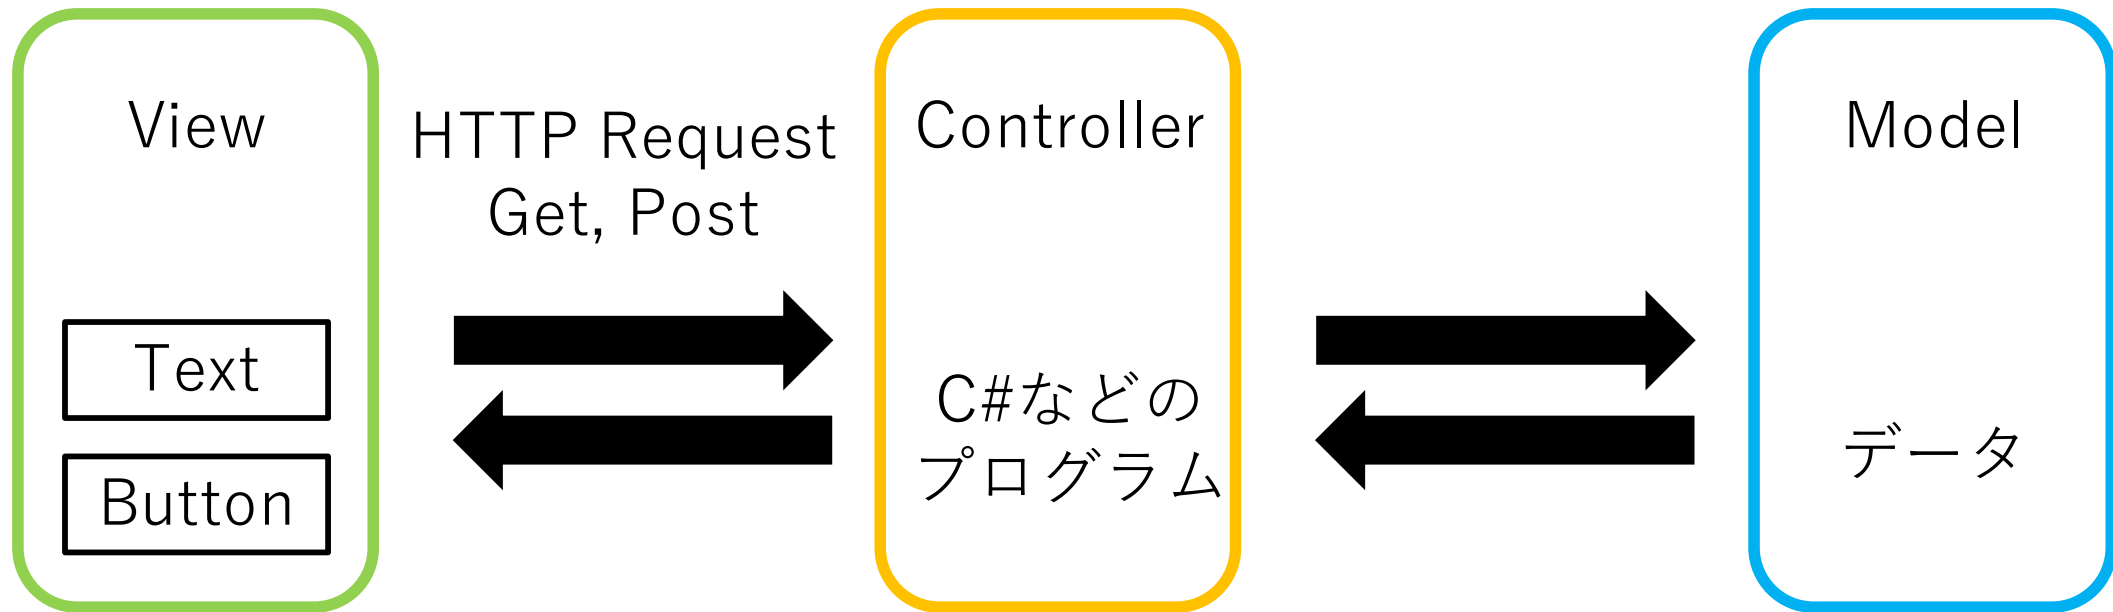 View
Text
Button
HTTP Request
Get, Post
Controller
C#などの
プログラム
Model
データ